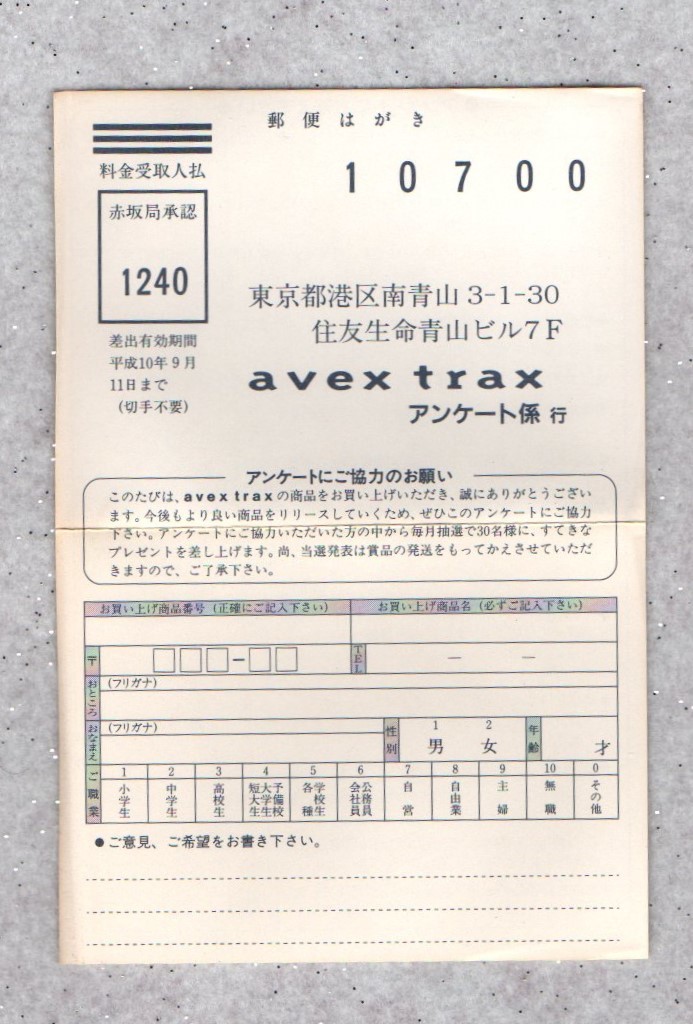 郵便はがき
料金受取人払
10700
赤坂局承認
1240
東京都港区南青山3-1-30
住友生命青山ビル7F
avex trax
アンケート係 行
差出有効期間
平成10年9月
11日まで
(切手不要)
アンケートにご協力のお願い
このたびは、avex traxの商品をお買い上げいただき、誠にありがとうござい
ます。今後もより良い商品をリリースしていくため、ぜひこのアンケートにご協力
下さい。アンケートにご協力いただいた方の中から毎月抽選で30名様に、すてきな
プレゼントを差し上げます。尚、当選発表は賞品の発送をもってかえさせていただ
きますので、ご了承下さい。
お買い上げ商品番号 (正確にご記入下さい) お買い上げ商品名 (必ずご記入下さい)
〒 □□□-□□ TEL — —
おところ (フリガナ)
おなまえ (フリガナ)
性別 1 男 2 女 年齢 才
ご職業
1 小学生
2 中学生
3 高校生
4 短大生 大学生 予備校生
5 各種 学校生
6 会社員 公務員
7 自営
8 自由業
9 主婦
10 無職
0 その他
●ご意見、ご希望をお書き下さい。